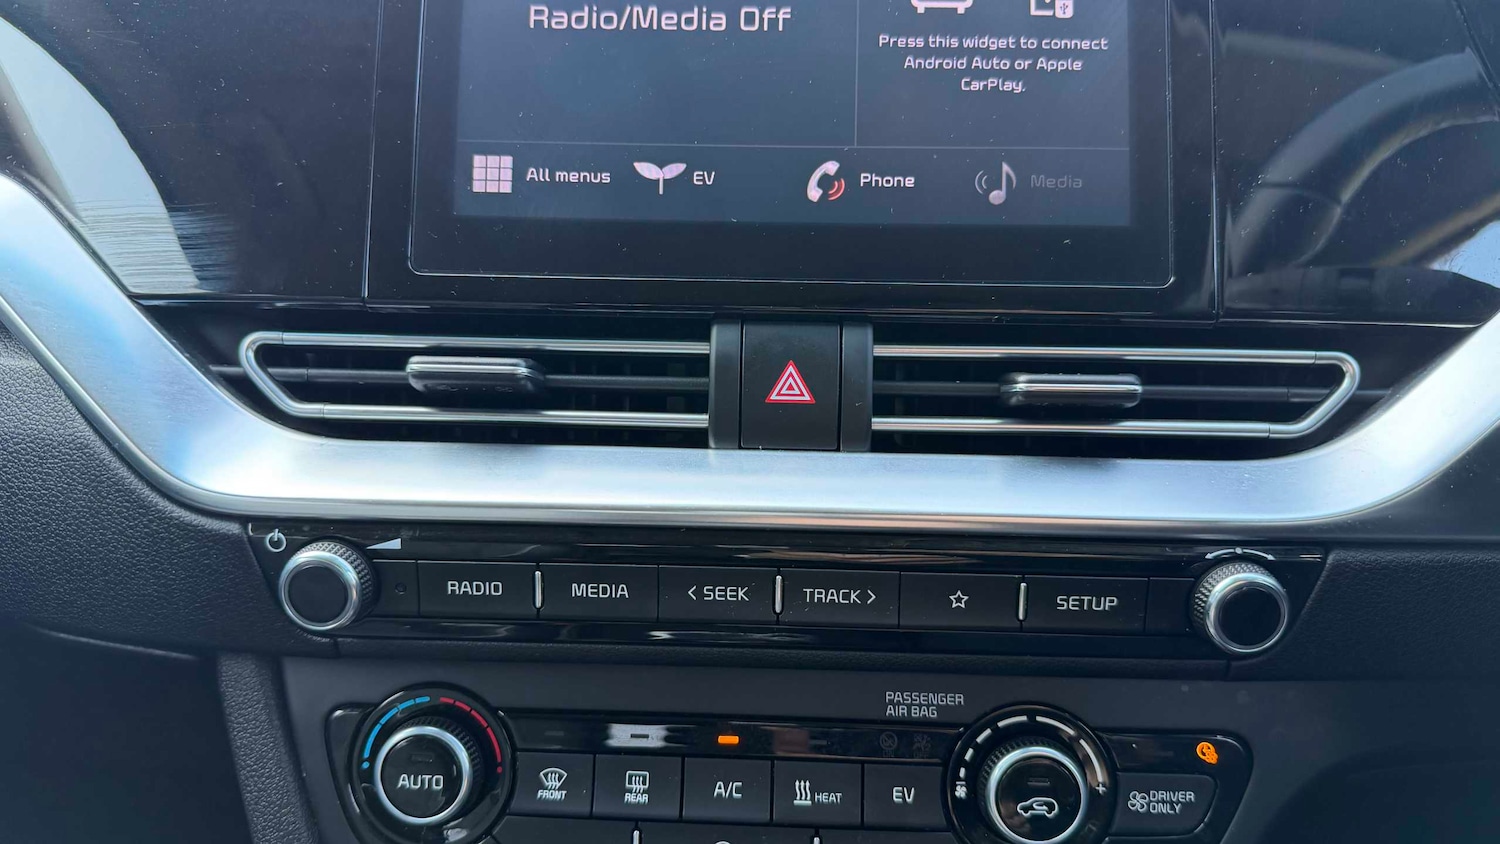 Radio/Media Off
Press this widget to connect
Android Auto or Apple
CarPlay.
All menus
EV
Phone
Media
RADIO
MEDIA
< SEEK
TRACK >
SETUP
PASSENGER
AIR BAG
AUTO
FRONT
REAR
A/C
HEAT
EV
DRIVER
ONLY